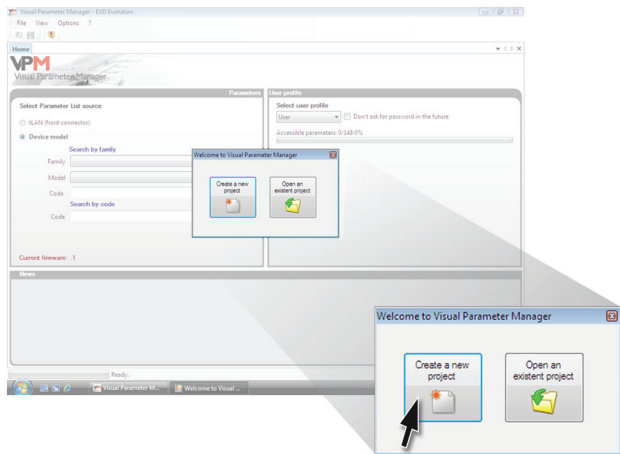 Visual Parameter Manager - EVD Evolution
File View Options ?
Home
VPM
Visual Parameter Manager
Parameters
User profile
Select Parameter List source
Select user profile
tLAN (front connector)
User
Don't ask for password in the future
Device model
Accessible parameters: 0/148 0%
Search by family
Family
Model
Code
Search by code
Code
Welcome to Visual Parameter Manager
Create a new
project
Open an
existent project
Current firmware: .1
News
Ready.
Visual Parameter M...
Welcome to Visual ...
Welcome to Visual Parameter Manager
Create a new
project
Open an
existent project